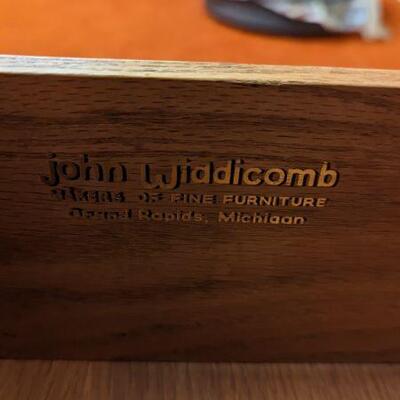 john Widdicomb
MAKERS OF FINE FURNITURE
Grand Rapids, Michigan